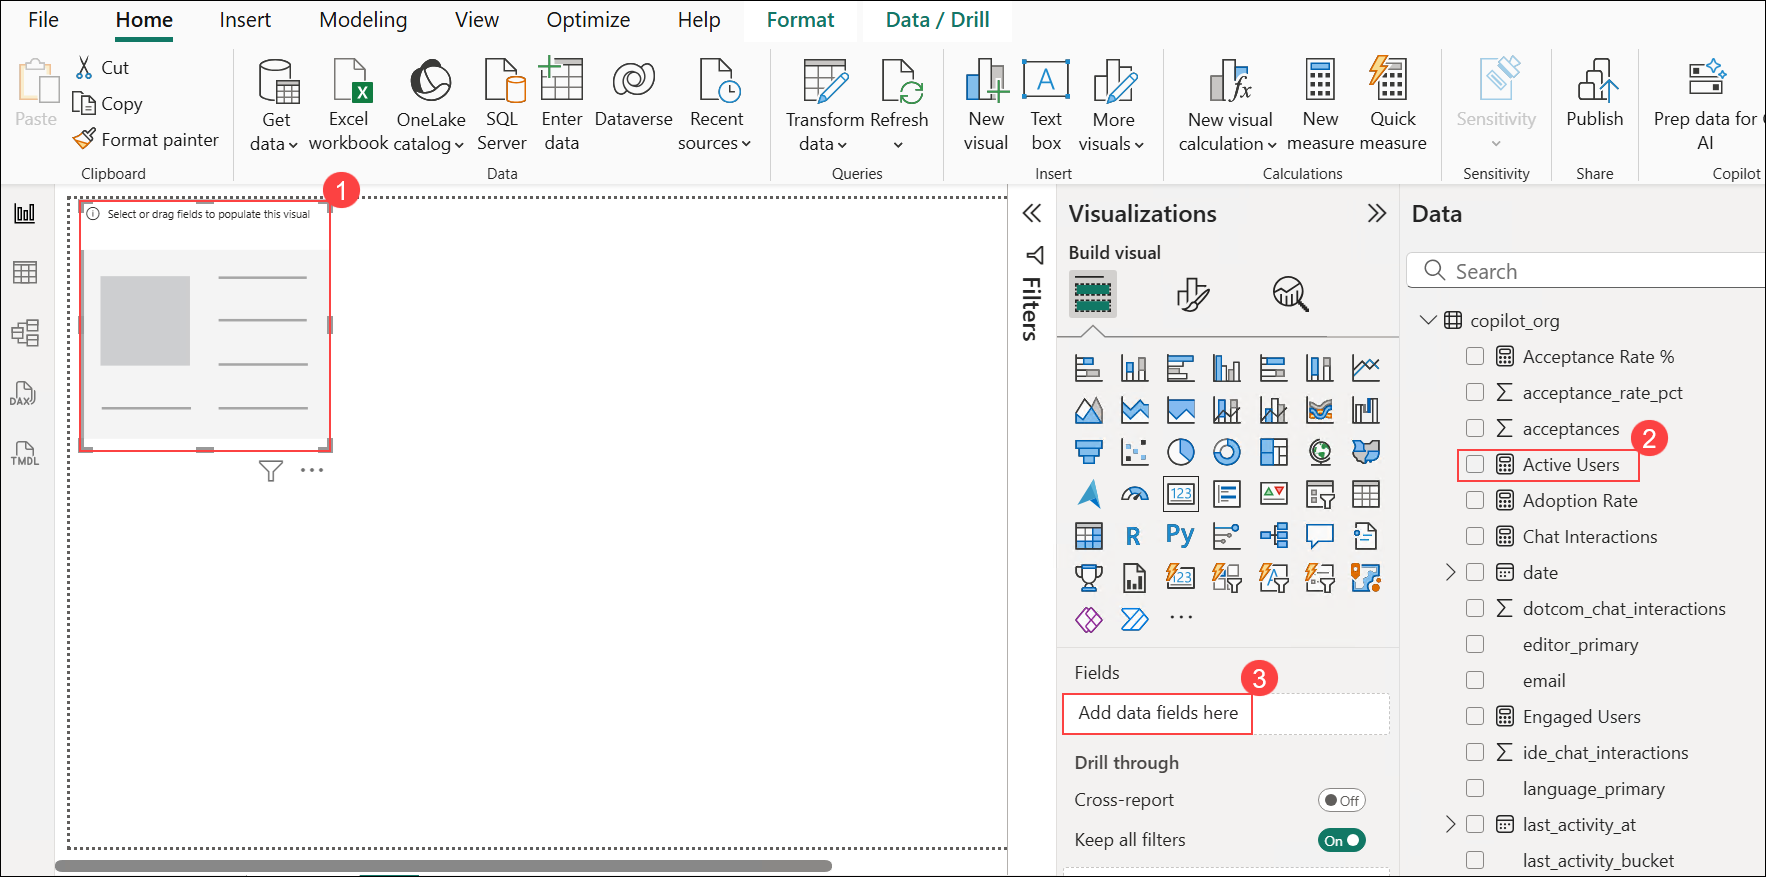 File Home Insert Modeling View Optimize Help Format Data / Drill
Paste
Cut
Copy
Format painter
Clipboard
Get data
Excel workbook
OneLake catalog
SQL Server
Enter data
Dataverse
Recent sources
Data
Transform data
Refresh
Queries
New visual
Text box
More visuals
Insert
New visual calculation
New measure
Quick measure
Calculations
Sensitivity
Sensitivity
Publish
Share
Prep data for
AI
Copilot
1
Select or drag fields to populate this visual
DAX
TMDL
Filters
Visualizations
Build visual
123
R
Py
123
Fields
3
Add data fields here
Drill through
Cross-report
Off
Keep all filters
On
Data
Search
copilot_org
Acceptance Rate %
acceptance_rate_pct
acceptances
2
Active Users
Adoption Rate
Chat Interactions
date
dotcom_chat_interactions
editor_primary
email
Engaged Users
ide_chat_interactions
language_primary
last_activity_at
last_activity_bucket